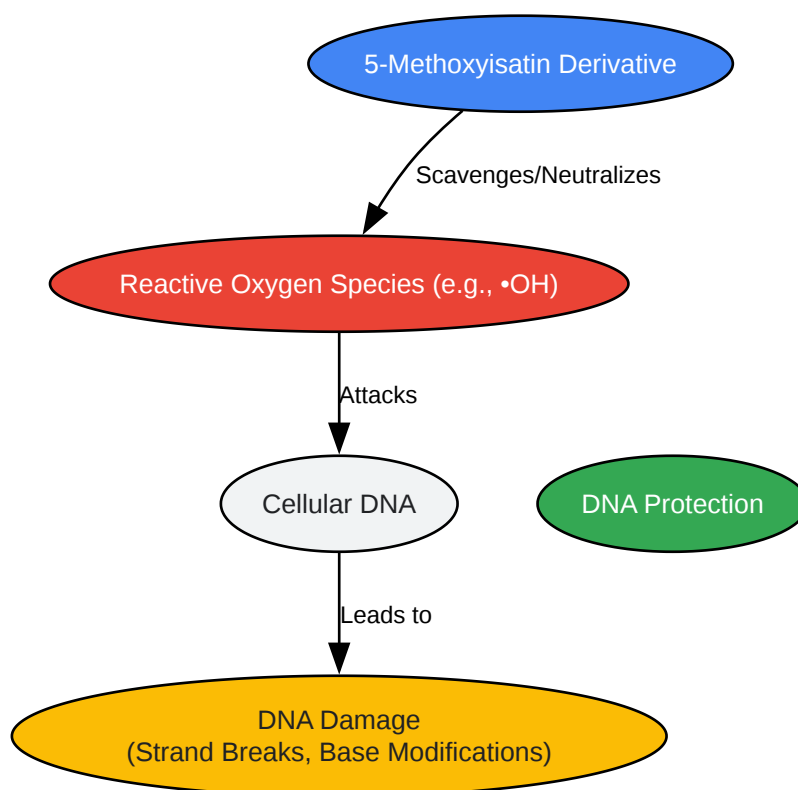 5-Methoxyisatin Derivative
Scavenges/Neutralizes
Reactive Oxygen Species (e.g., •OH)
Attacks
Cellular DNA
DNA Protection
Leads to
DNA Damage
(Strand Breaks, Base Modifications)